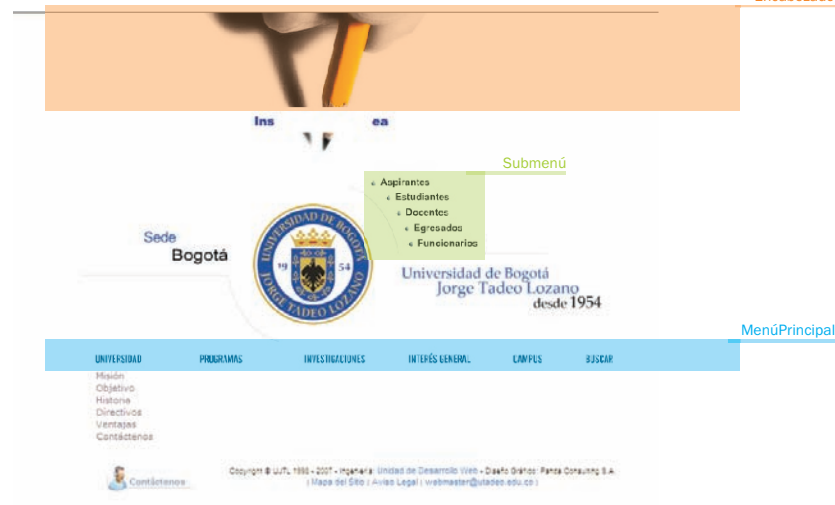 Encabezado
Ins ea
Submenú
Aspirantes
Estudiantes
Docentes
Egresados
Funcionarios
Sede
Bogotá
UNIVERSIDAD DE BOGOTÁ
1954
JORGE TADEO LOZANO
Universidad de Bogotá
Jorge Tadeo Lozano
desde 1954
MenúPrincipal
UNIVERSIDAD PROGRAMAS INVESTIGACIONES INTERÉS GENERAL CAMPUS BUSCAR
Misión
Objetivo
Historia
Directivos
Ventajas
Contáctenos
Contáctenos
Copyright © UJTL 1998 - 2007 - Ingeniería: Unidad de Desarrollo Web - Diseño Gráfico: Panda Consulting S.A.
| Mapa del Sitio | Aviso Legal | webmaster@utadeo.edu.co |